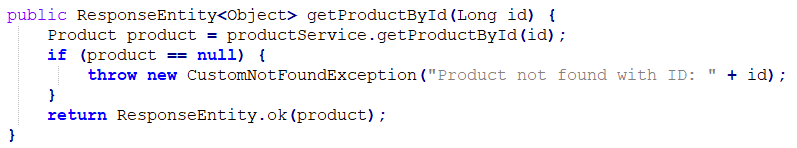 public ResponseEntity<Object> getProductById(Long id) {
    Product product = productService.getProductById(id);
    if (product == null) {
        throw new CustomNotFoundException("Product not found with ID: " + id);
    }
    return ResponseEntity.ok(product);
}